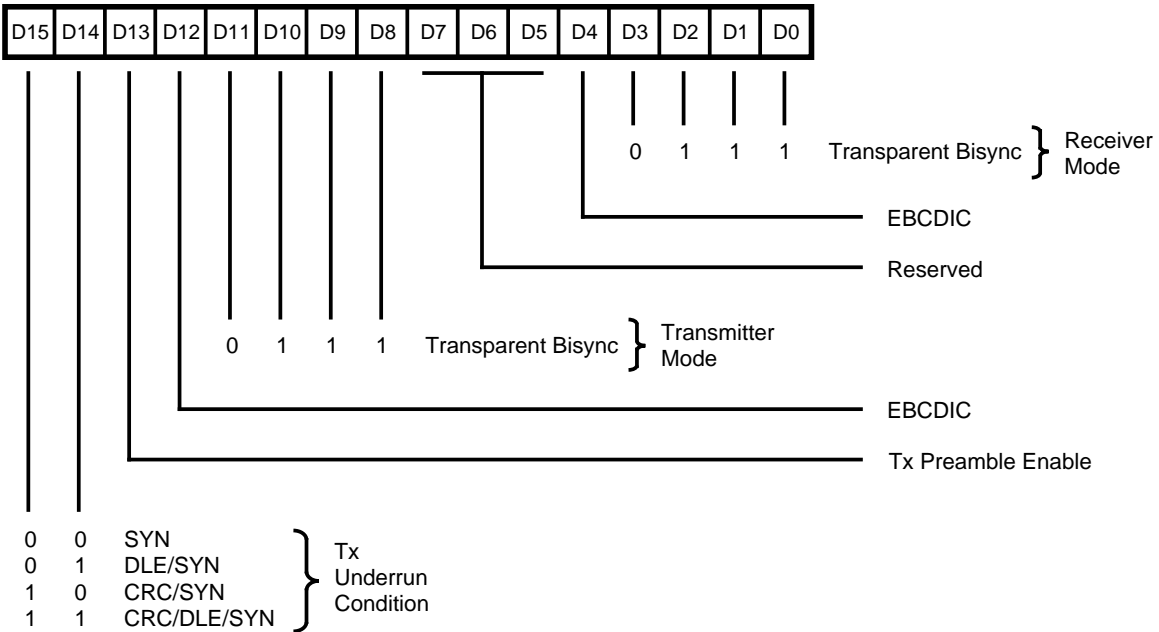 D15 D14 D13 D12 D11 D10 D9 D8 D7 D6 D5 D4 D3 D2 D1 D0
0 1 1 1 Transparent Bisync } Receiver
Mode
EBCDIC
Reserved
0 1 1 1 Transparent Bisync } Transmitter
Mode
EBCDIC
Tx Preamble Enable
0 0 SYN
0 1 DLE/SYN
1 0 CRC/SYN
1 1 CRC/DLE/SYN
Tx
Underrun
Condition